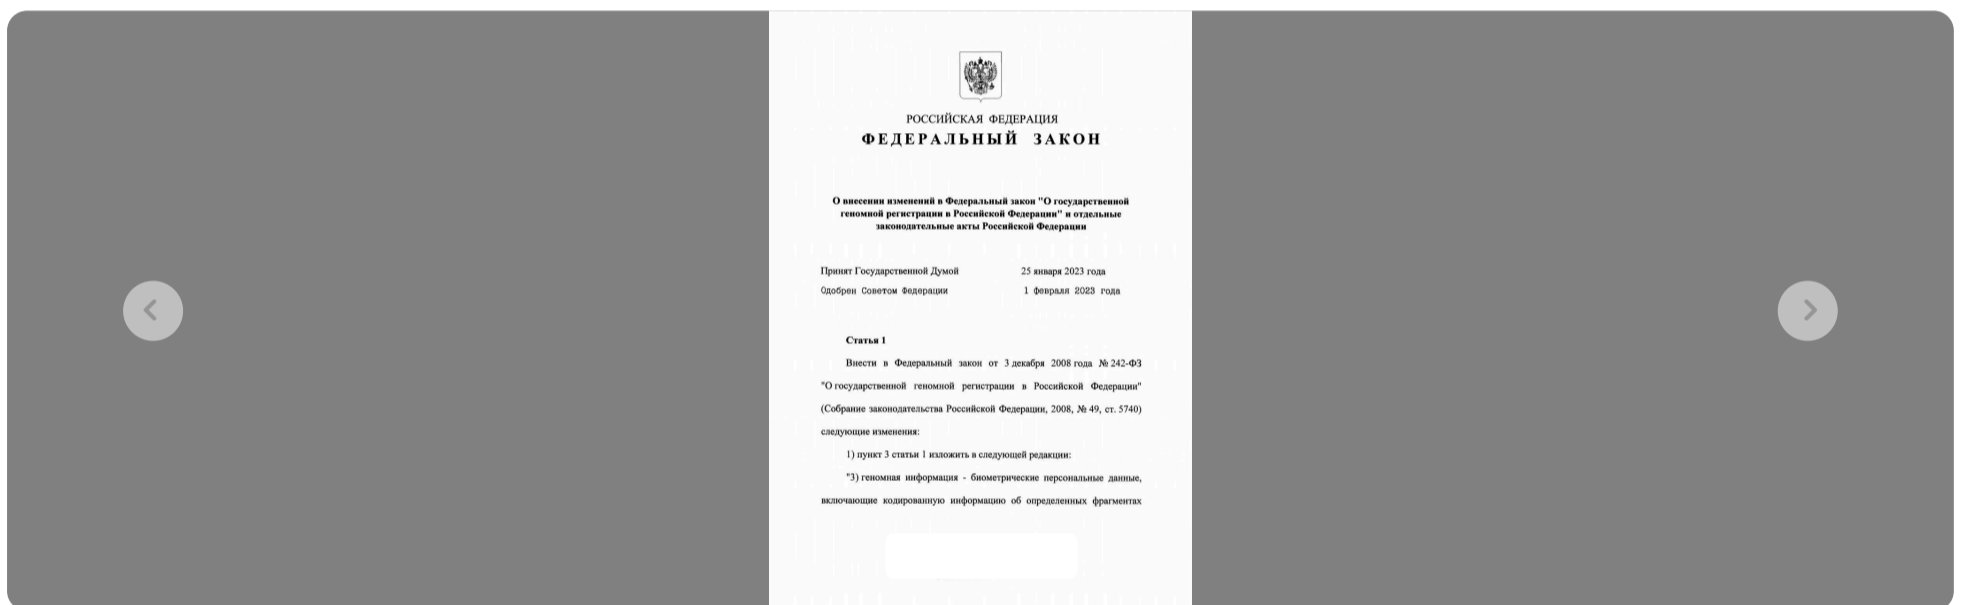 РОССИЙСКАЯ ФЕДЕРАЦИЯ
ФЕДЕРАЛЬНЫЙ ЗАКОН
О внесении изменений в Федеральный закон "О государственной
геномной регистрации в Российской Федерации" и отдельные
законодательные акты Российской Федерации
Принят Государственной Думой 25 января 2023 года
Одобрен Советом Федерации 1 февраля 2023 года
Статья 1
Внести в Федеральный закон от 3 декабря 2008 года № 242-ФЗ
"О государственной геномной регистрации в Российской Федерации"
(Собрание законодательства Российской Федерации, 2008, № 49, ст. 5740)
следующие изменения:
1) пункт 3 статьи 1 изложить в следующей редакции:
"3) геномная информация - биометрические персональные данные,
включающие кодированную информацию об определенных фрагментах